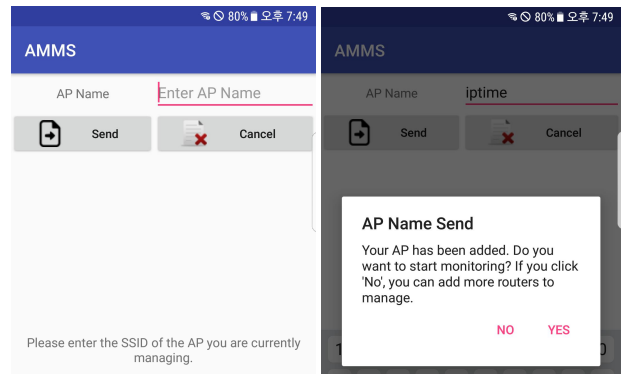 80% 오후 7:49
AMMS
AP Name Enter AP Name
Send Cancel
Please enter the SSID of the AP you are currently
managing.
80% 오후 7:49
AMMS
AP Name iptime
Send Cancel
AP Name Send
Your AP has been added. Do you
want to start monitoring? If you click
'No', you can add more routers to
manage.
NO YES
1 0